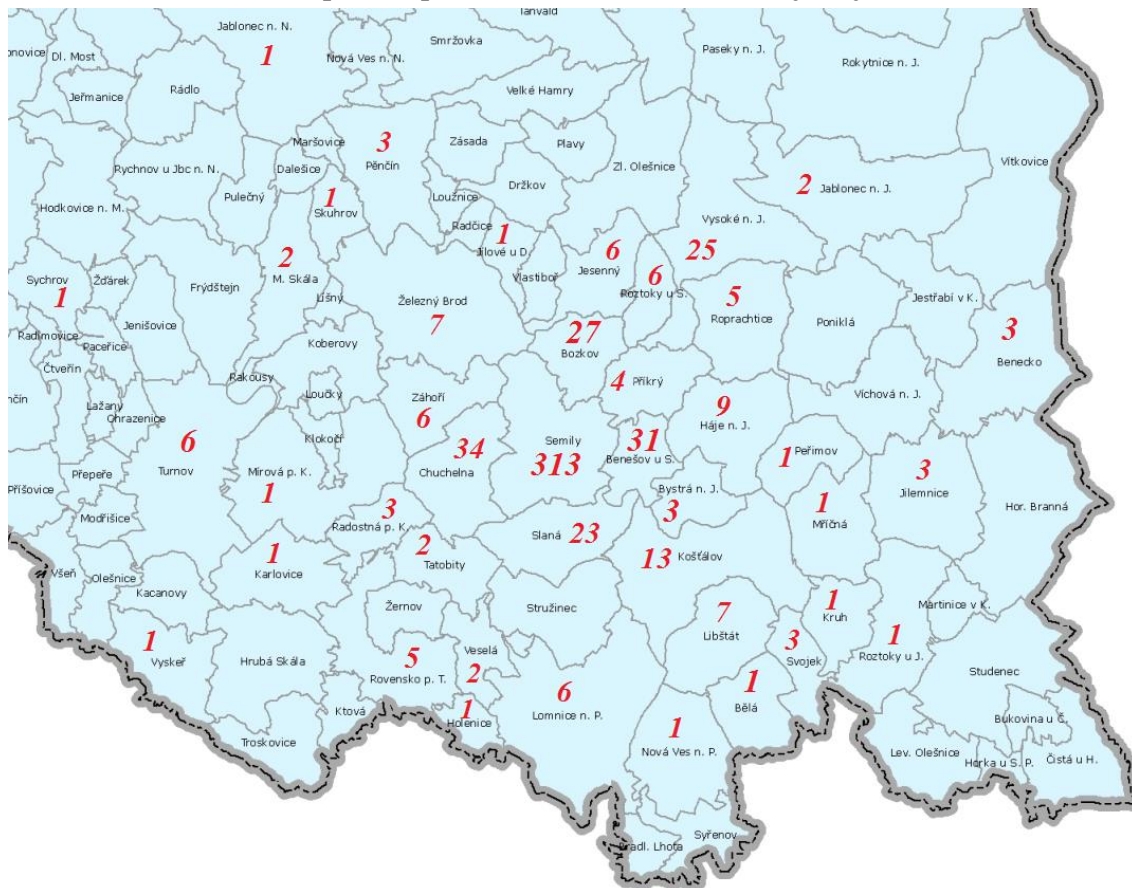 Tanvald
Jablonec n. N.
1
Smržovka
Nová Ves n. N.
Dl. Most
Paseky n. J.
Rokytnice n. J.
Jeřmanice
Rádlo
Velké Hamry
Maršovice
3
Pěnčín
Zásada
Plavy
Rychnov u Jbc n. N.
Dalešice
Zl. Olešnice
Vítkovice
Pulečný
1
Skuhrov
Loužnice
Držkov
2
Jablonec n. J.
Hodkovice n. M.
Radčice
1
Jílové u D.
Vysoké n. J.
25
2
M. Skála
Vlastiboř
6
Jesenný
6
Roztoky u S.
Sychrov
1
Žďárek
Frýdštejn
Lišný
Železný Brod
7
5
Roprachtice
Poniklá
Jestřabí v K.
Radimovice
Jenišovice
3
Benecko
Paceřice
Koberovy
27
Bozkov
Čtveřín
Rakousy
4
Příkrý
Loučky
Záhoří
6
Víchová n. J.
Lažany
Ohrazenice
9
Háje n. J.
6
Turnov
Klokočí
34
Chuchelna
Semily
313
31
Benešov u S.
Peřimov
1
Přepeře
Mírová p. K.
1
3
Jilemnice
Příšovice
Bystrá n. J.
3
1
Mříčná
Hor. Branná
Modřišice
3
Radostná p. K.
Slaná
23
2
Tatobity
13
Košťálov
1
Karlovice
Všeň
Olešnice
Kacanovy
Žernov
Stružinec
7
Libštát
1
Kruh
Martinice v K.
1
Vyskeř
Hrubá Skála
Veselá
2
3
Svojek
1
Roztoky u J.
5
Rovensko p. T.
Studenec
6
Lomnice n. P.
1
Bělá
Ktová
1
Holenice
Bukovina u Č.
Troskovice
1
Nová Ves n. P.
Lev. Olešnice
Horka u S. P.
Čistá u H.
Syřenov
Bradl. Lhota